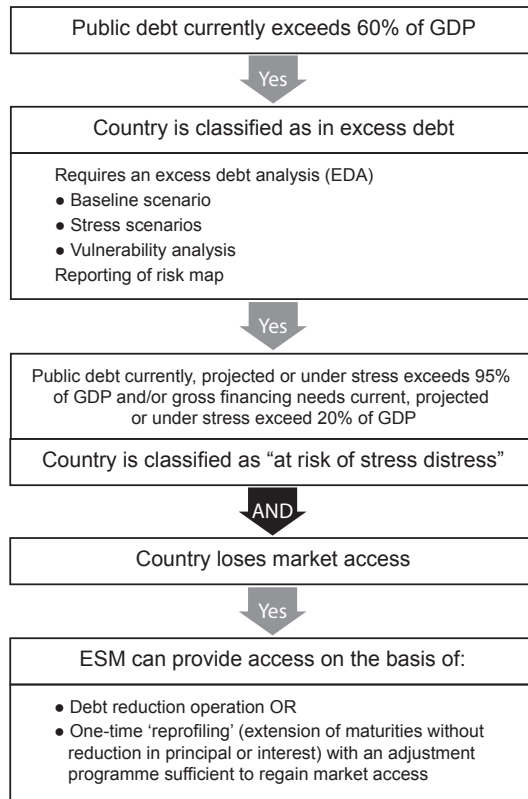 Public debt currently exceeds 60% of GDP
Yes
Country is classified as in excess debt
Requires an excess debt analysis (EDA)
● Baseline scenario
● Stress scenarios
● Vulnerability analysis
Reporting of risk map
Yes
Public debt currently, projected or under stress exceeds 95%
of GDP and/or gross financing needs current, projected
or under stress exceed 20% of GDP
Country is classified as “at risk of stress distress”
AND
Country loses market access
Yes
ESM can provide access on the basis of:
● Debt reduction operation OR
● One-time ‘reprofiling’ (extension of maturities without
reduction in principal or interest) with an adjustment
programme sufficient to regain market access